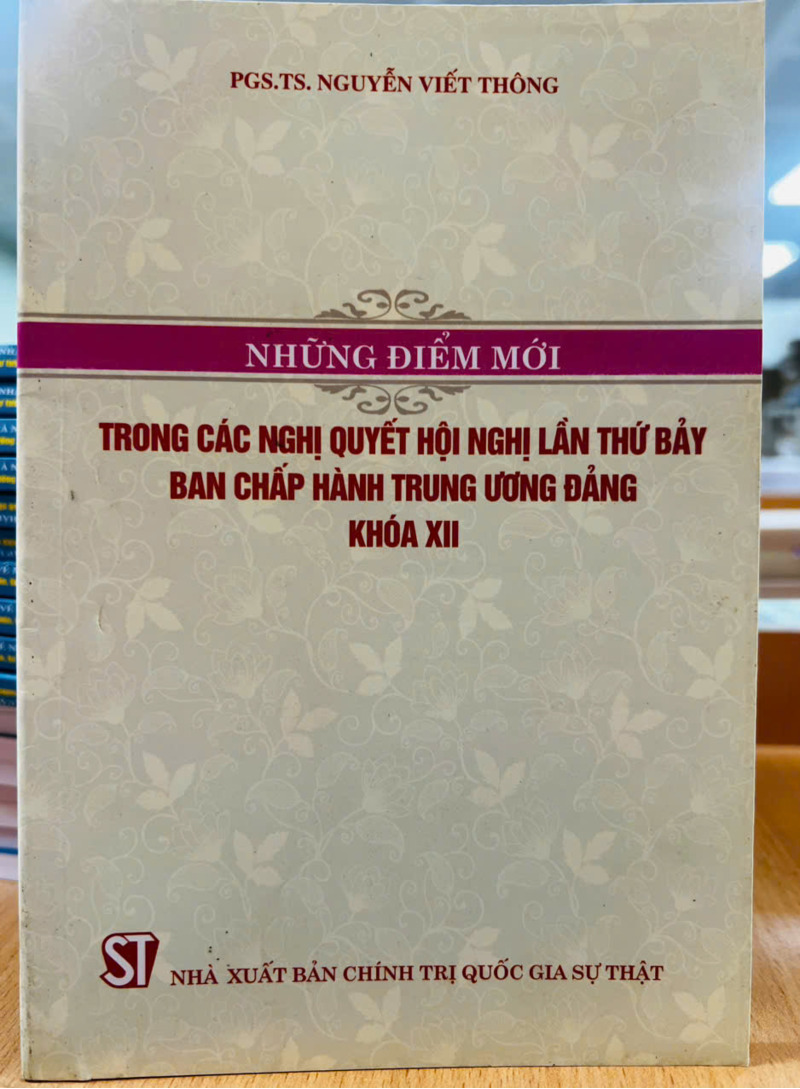 PGS.TS. NGUYỄN VIẾT THÔNG
NHỮNG ĐIỂM MỚI
TRONG CÁC NGHỊ QUYẾT HỘI NGHỊ LẦN THỨ BẢY
BAN CHẤP HÀNH TRUNG ƯƠNG ĐẢNG
KHÓA XII
ST
NHÀ XUẤT BẢN CHÍNH TRỊ QUỐC GIA SỰ THẬT